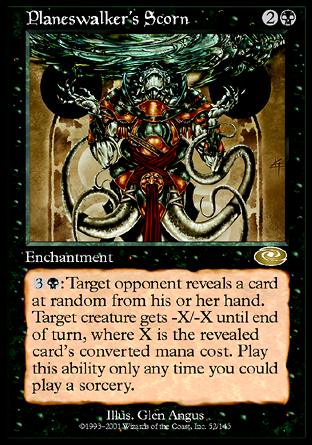 Planeswalker's Scorn 2
Enchantment
3 : Target opponent reveals a card
at random from his or her hand.
Target creature gets -X/-X until end
of turn, where X is the revealed
card's converted mana cost. Play
this ability only any time you could
play a sorcery.
Illus. Glen Angus
©1993-2001 Wizards of the Coast, Inc. 52/143